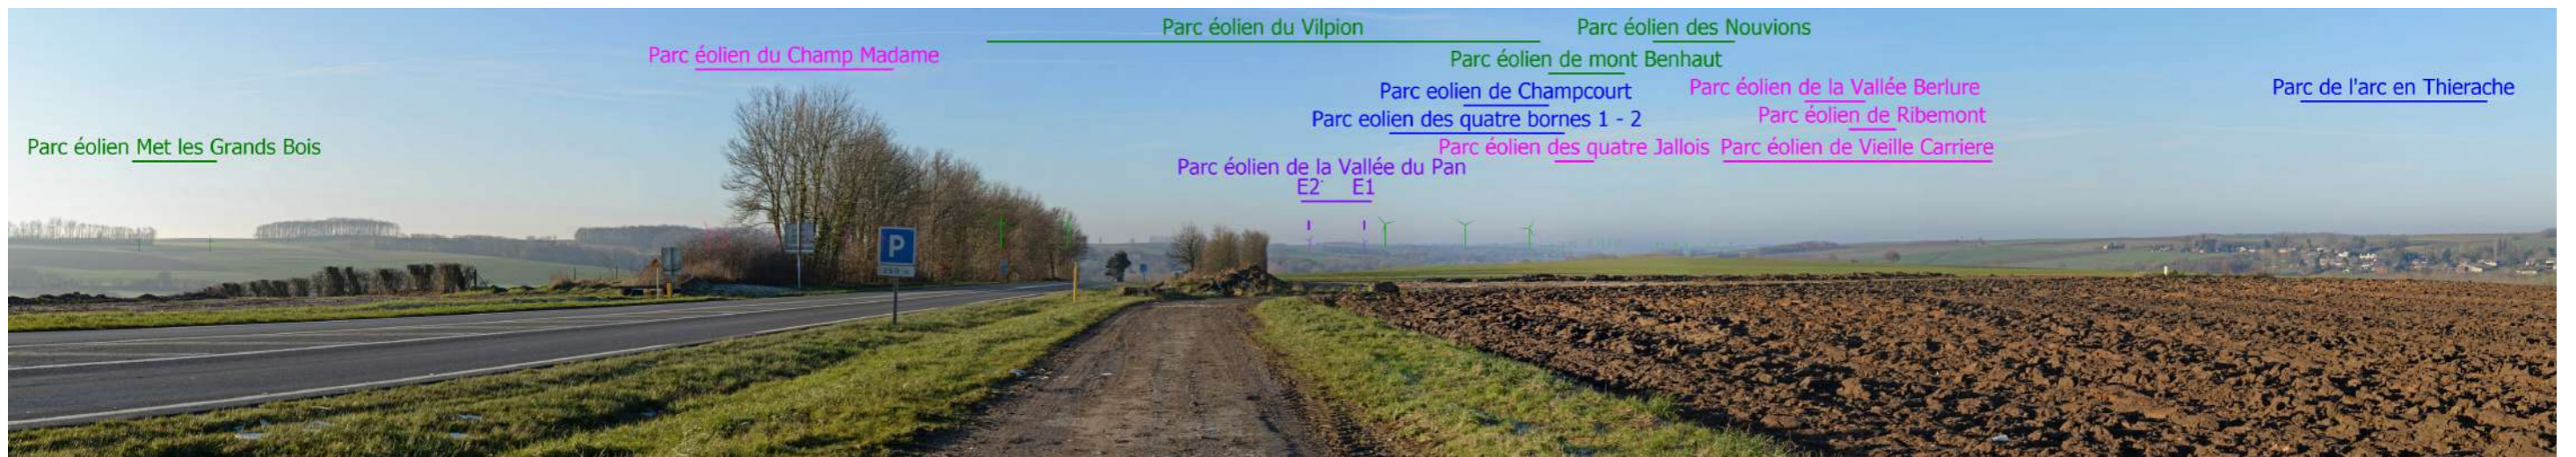 Parc éolien du Vilpion
Parc éolien des Nouvions
Parc éolien du Champ Madame
Parc éolien de mont Benhaut
Parc eolien de Champcourt
Parc éolien de la Vallée Berlure
Parc de l'arc en Thierache
Parc eolien des quatre bornes 1 - 2
Parc éolien de Ribemont
Parc éolien Met les Grands Bois
Parc éolien des quatre Jallois
Parc éolien de Vieille Carriere
Parc éolien de la Vallée du Pan
E2
E1
P